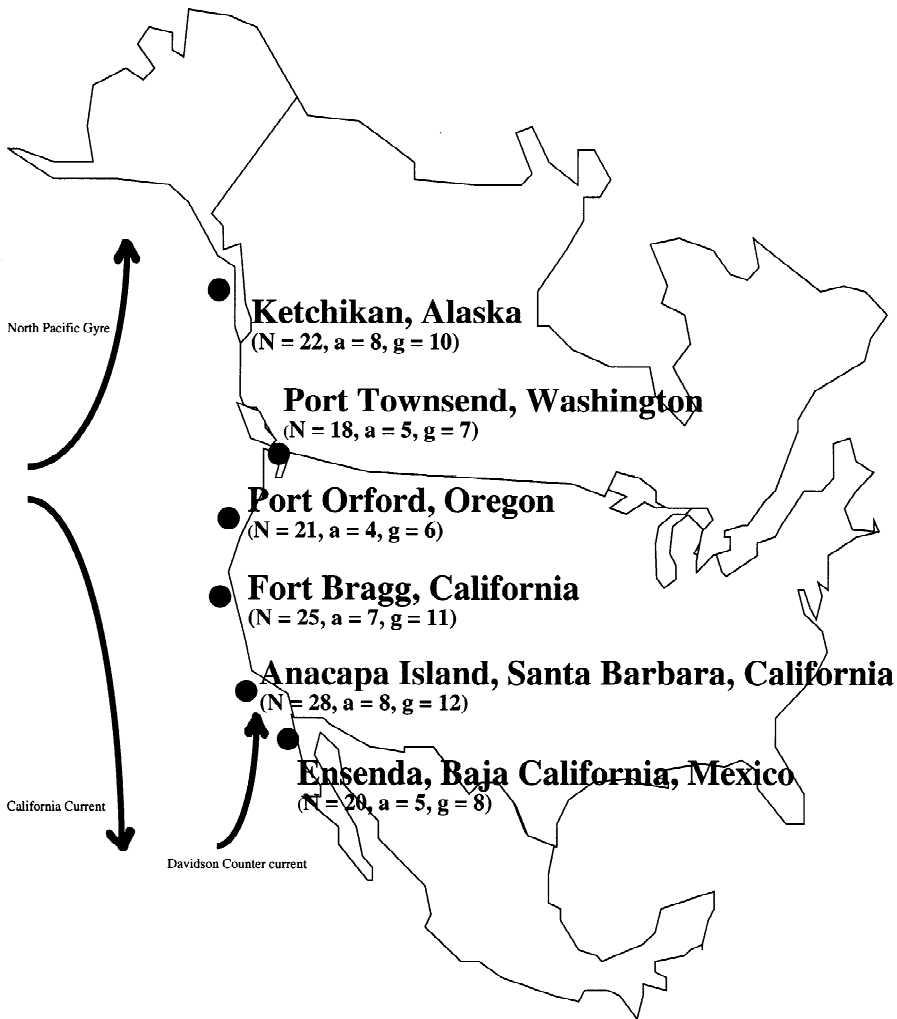 Ketchikan, Alaska
North Pacific Gyre
(N = 22, a = 8, g = 10)
Port Townsend, Washington
(N = 18, a = 5, g = 7)
Port Orford, Oregon
(N = 21, a = 4, g = 6)
Fort Bragg, California
(N = 25, a = 7, g = 11)
Anacapa Island, Santa Barbara, California
(N = 28, a = 8, g = 12)
Ensenda, Baja California, Mexico
(N = 20, a = 5, g = 8)
California Current
Davidson Counter current